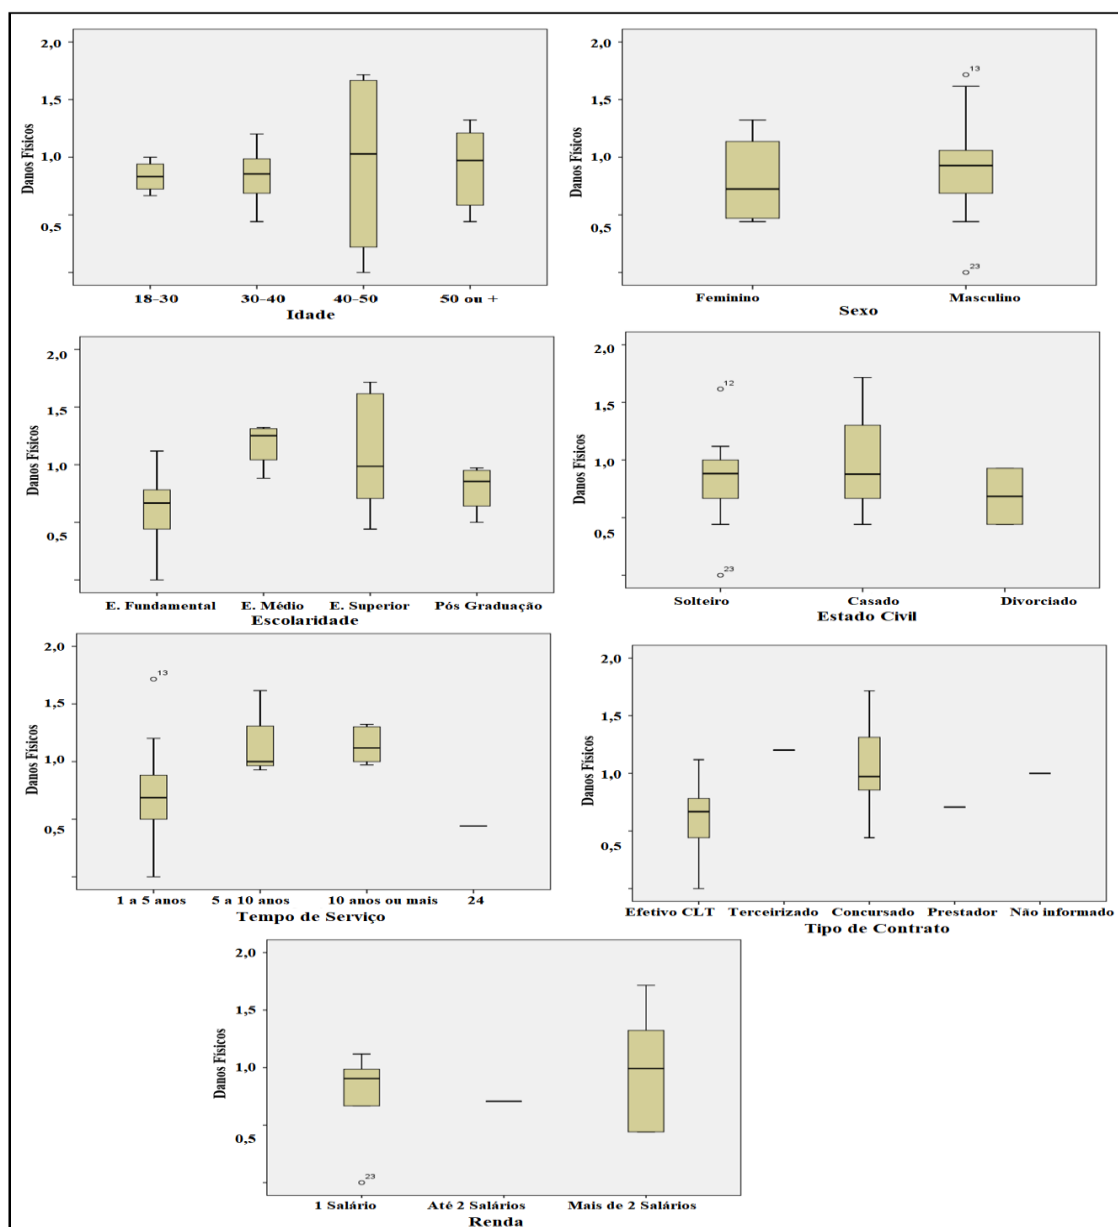 2,0
1,5
1,0
0,5
Danos Físicos
18-30 30-40 40-50 50 ou +
Idade
2,0
1,5
1,0
0,5
Danos Físicos
13
23
Feminino Masculino
Sexo
2,0
1,5
1,0
0,5
Danos Físicos
E. Fundamental E. Médio E. Superior Pós Graduação
Escolaridade
2,0
1,5
1,0
0,5
Danos Físicos
12
23
Solteiro Casado Divorciado
Estado Civil
2,0
1,5
1,0
0,5
Danos Físicos
13
1 a 5 anos 5 a 10 anos 10 anos ou mais 24
Tempo de Serviço
2,0
1,5
1,0
0,5
Danos Físicos
Efetivo CLT Terceirizado Concursado Prestador Não informado
Tipo de Contrato
2,0
1,5
1,0
0,5
Danos Físicos
23
1 Salário Até 2 Salários Mais de 2 Salários
Renda